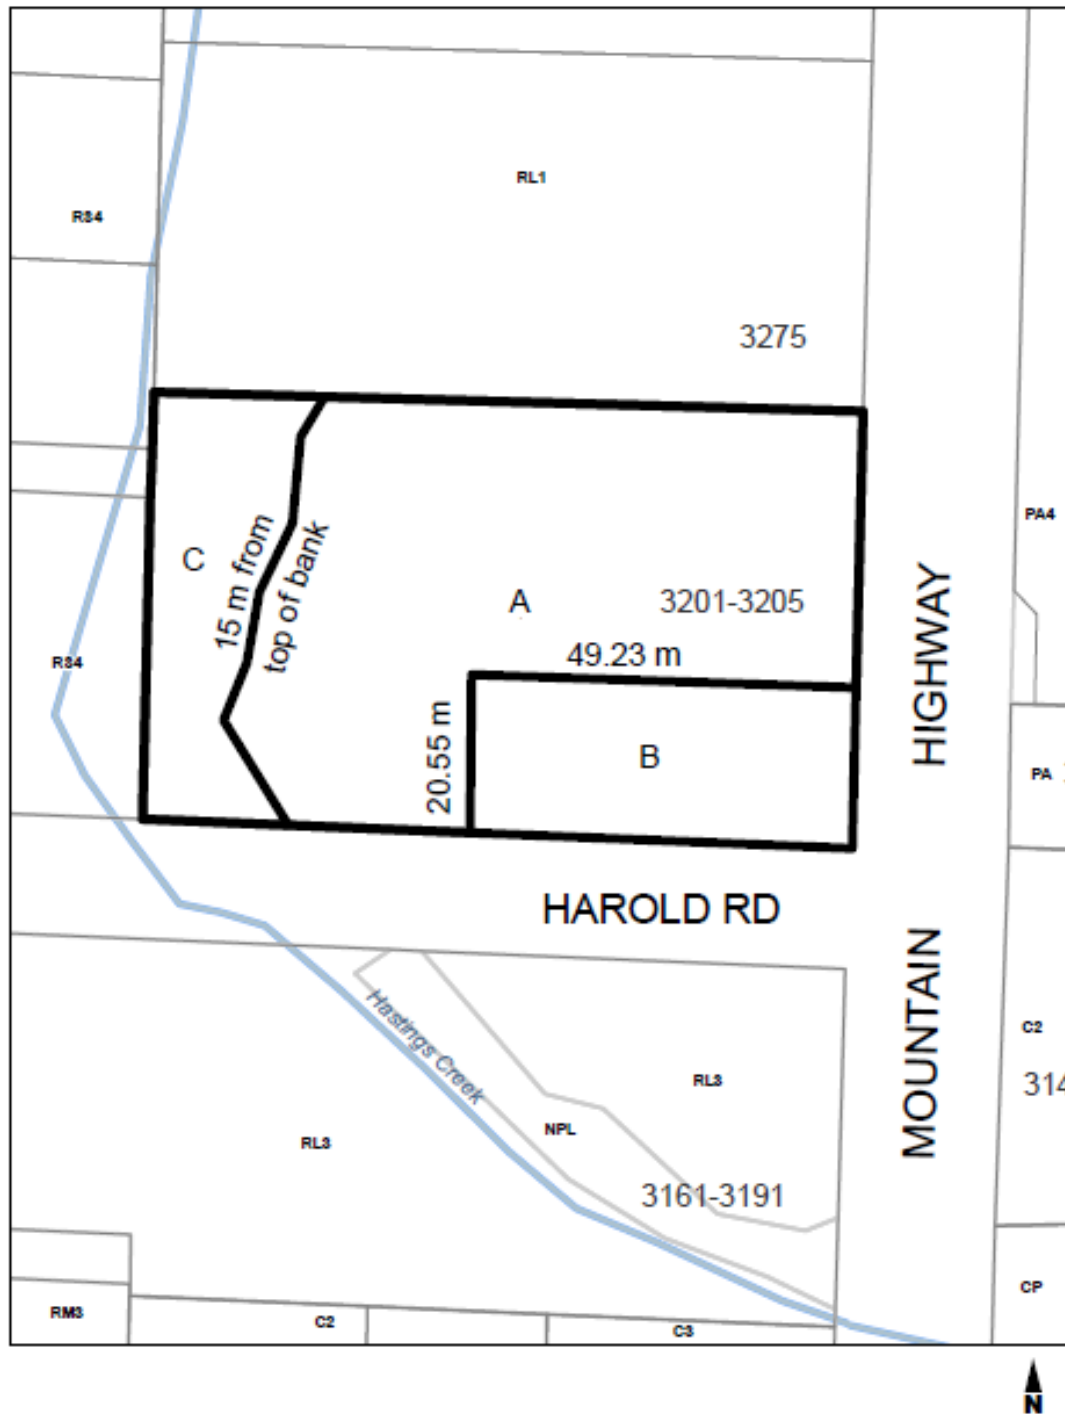 RL1
RS4
3275
PA4
C
15 m from
top of bank
A
3201-3205
49.23 m
HIGHWAY
RS4
20.55 m
B
PA
HAROLD RD
MOUNTAIN
Hastings Creek
C2
RL3
314
NPL
RL3
3161-3191
CP
RM3
C2
C3
N